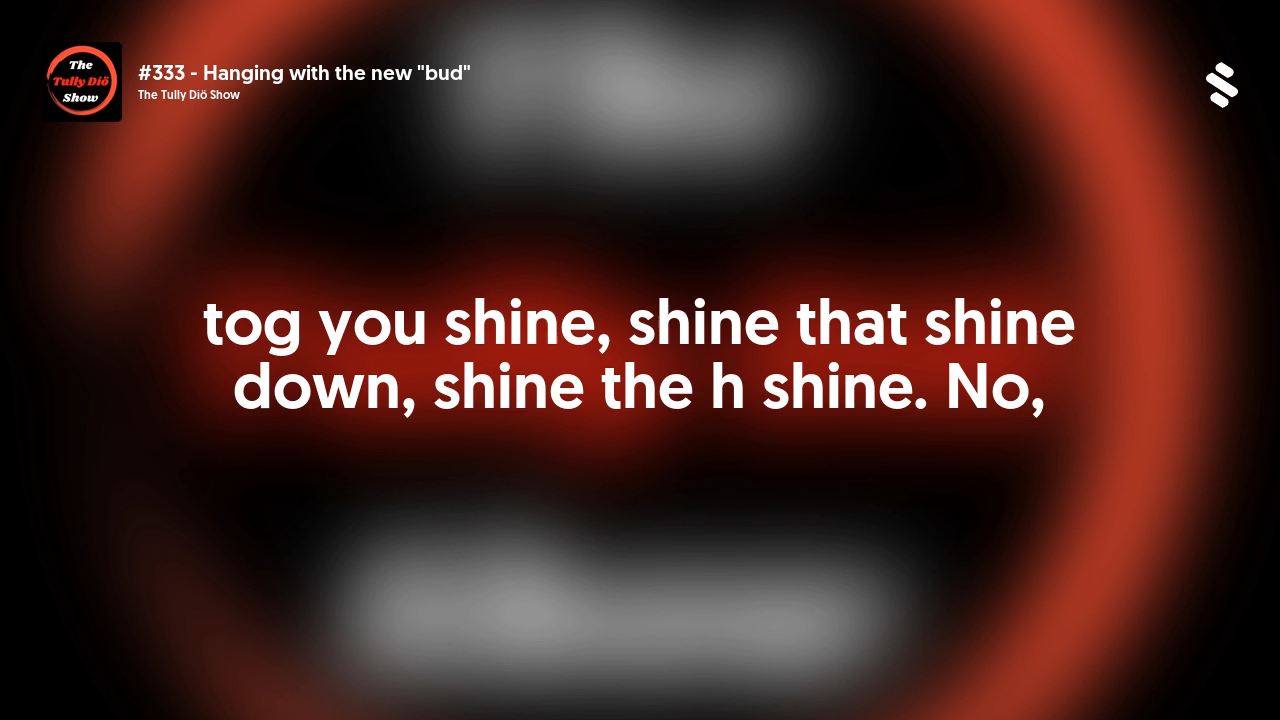 The
Tully Diö
Show
#333 - Hanging with the new "bud"
The Tully Diö Show
tog you shine, shine that shine
down, shine the h shine. No,